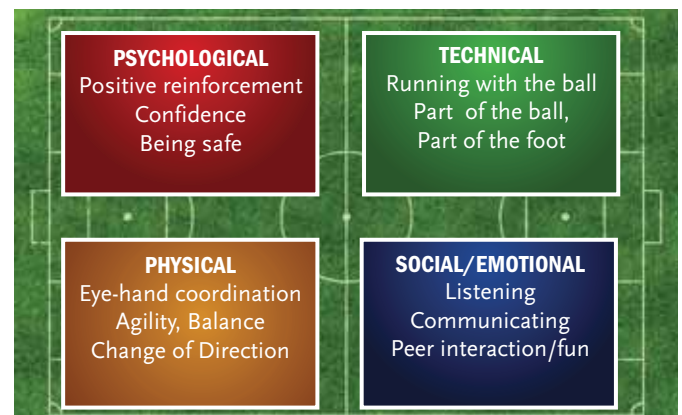 PSYCHOLOGICAL
Positive reinforcement
Confidence
Being safe
TECHNICAL
Running with the ball
Part of the ball,
Part of the foot
PHYSICAL
Eye-hand coordination
Agility, Balance
Change of Direction
SOCIAL/EMOTIONAL
Listening
Communicating
Peer interaction/fun